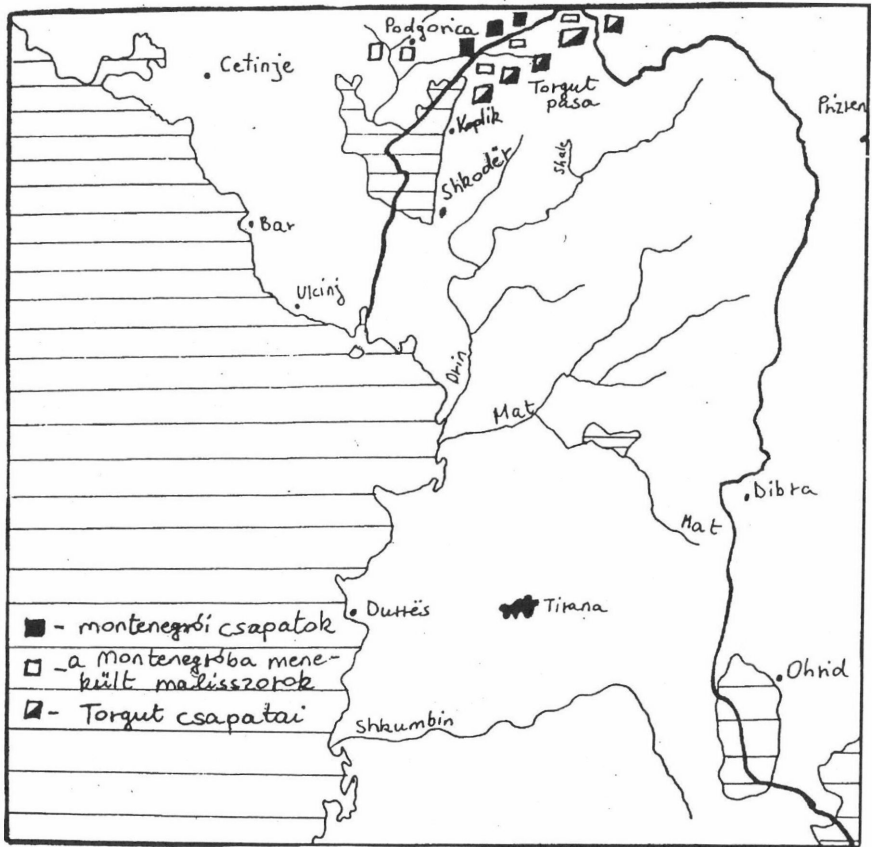 Podgorica
Cetinje
Torgut
pasa
Prizren
Koplik
Shkodër
Shala
Bar
Ulcinj
Drin
Mat
Dibra
Mat
Durrës
Tirana
- montenegrói csapatok
- a montenegróba mene-
kült malisszorok
- Torgut csapatai
Ohrid
Shkumbin